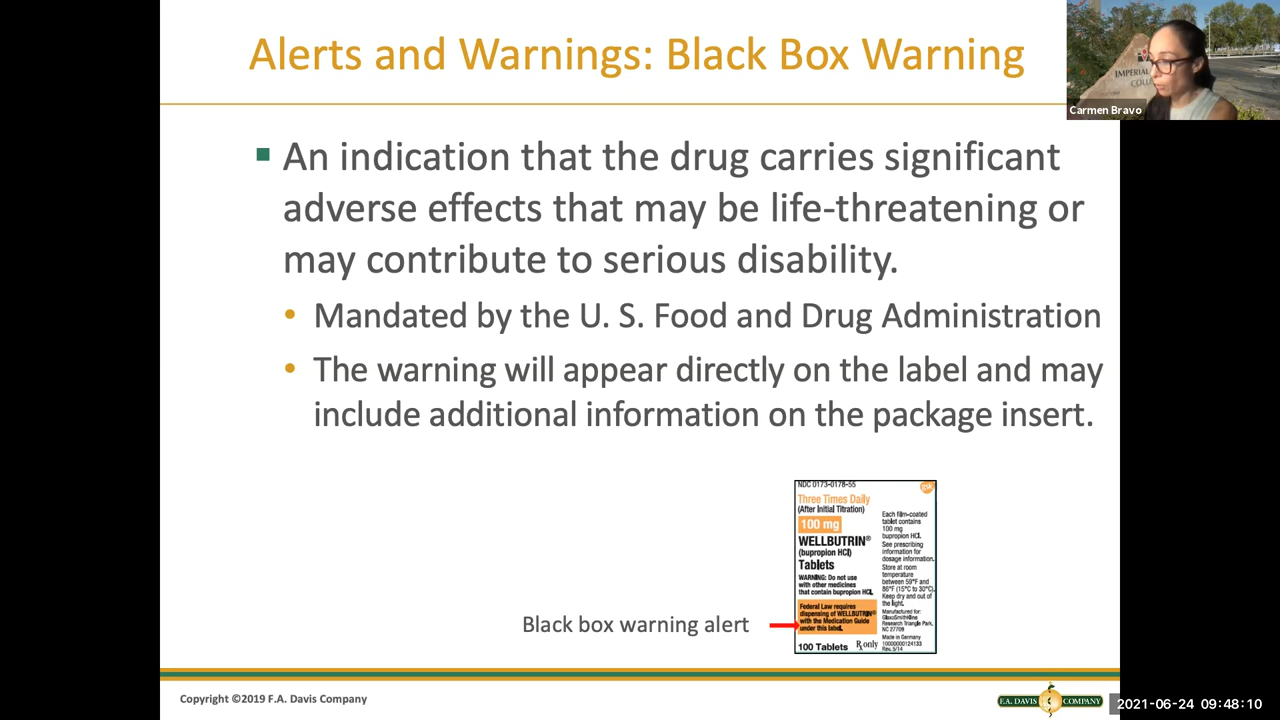 Alerts and Warnings: Black Box Warning
IMPERIAL
COLL
Carmen Bravo
An indication that the drug carries significant
adverse effects that may be life-threatening or
may contribute to serious disability.
Mandated by the U. S. Food and Drug Administration
The warning will appear directly on the label and may
include additional information on the package insert.
NDC 0173-0178-55
gsk
Three Times Daily
(After Initial Titration)
100 mg
WELLBUTRIN®
(bupropion HCl)
Tablets
WARNING: Do not use
with other medicines
that contain bupropion HCl.
Federal Law requires
dispensing of WELLBUTRIN®
with the Medication Guide
under this label.
100 Tablets
Rx only
Each film-coated
tablet contains
100 mg
bupropion HCl.
See prescribing
information for
dosage information.
Store at room
temperature
between 59°F and
86°F (15°C to 30°C).
Keep dry and out of
the light.
Manufactured for:
GlaxoSmithKline
Research Triangle Park,
NC 27709
Made in Germany
10000000124133
Rev. 5/14
Black box warning alert
Copyright ©2019 F.A. Davis Company
F.A. DAVIS COMPANY
2021-06-24 09:48:10